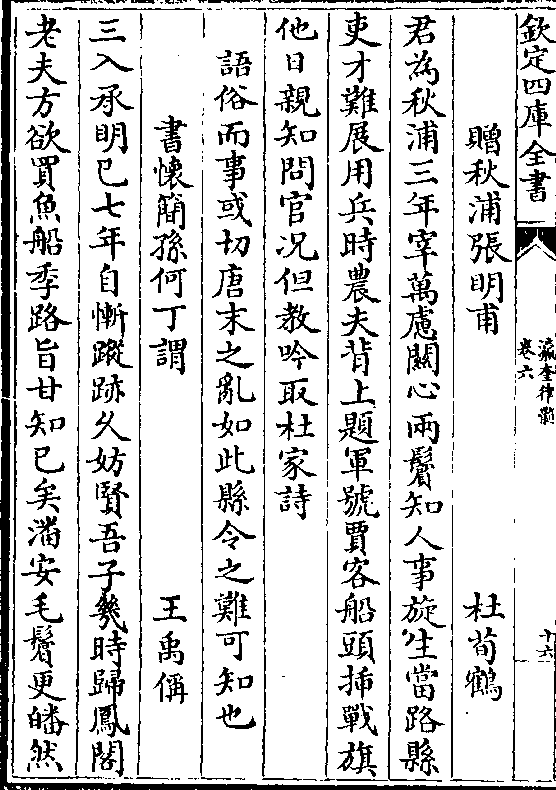 欽定四庫全書
瀛奎律髓
卷六
十六
贈秋浦張明甫 杜荀鶴
君為秋浦三年宰萬慮闗心兩鬢知人事旋生當路縣
吏才難展用兵時農夫背上題軍號賈客船頭揷戰旗
他日親知問官况但教吟取杜家詩
語俗而事或切唐末之亂如此縣令之難可知也
書懷簡孫何丁謂 王禹偁
三入承明已七年自慚蹤跡久妨賢吾子幾時歸鳳閣
老夫方欲買魚船季路旨甘知已矣潘安毛鬢更皤然